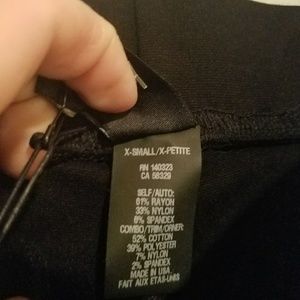 X-SMALL/X-PETITE
RN 140323
CA 58329
SELF/AUTO:
61% RAYON
33% NYLON
6% SPANDEX
COMBO/TRIM/ORNER:
52% COTTON
39% POLYESTER
7% NYLON
2% SPANDEX
MADE IN USA
FAIT AUX ETAS-UNIS